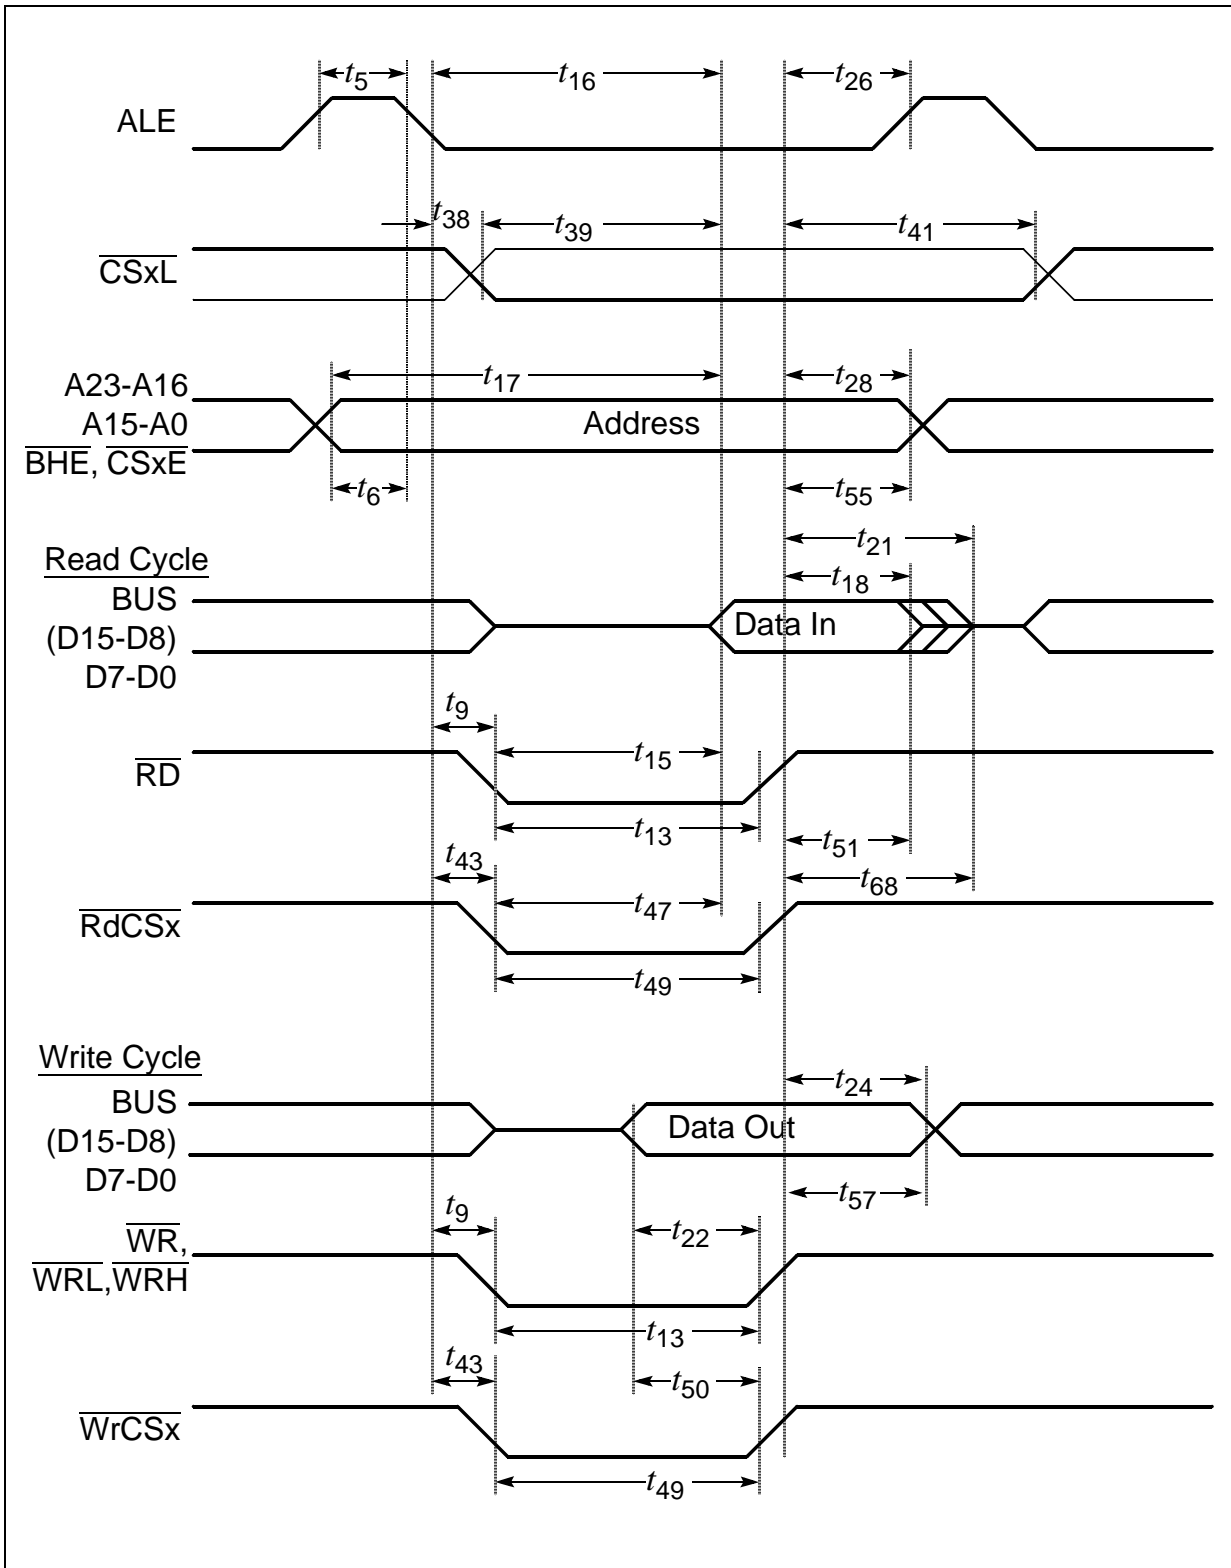 t5
t16
t26
ALE
t38
t39
t41
CSxL
t17
t28
A23-A16
A15-A0
BHE, CSxE
Address
t6
t55
t21
Read Cycle
t18
BUS
(D15-D8)
D7-D0
Data In
t9
t15
RD
t13
t51
t43
t68
t47
RdCSx
t49
Write Cycle
t24
BUS
(D15-D8)
D7-D0
Data Out
t57
t9
t22
WR,
WRL,WRH
t13
t43
t50
WrCSx
t49